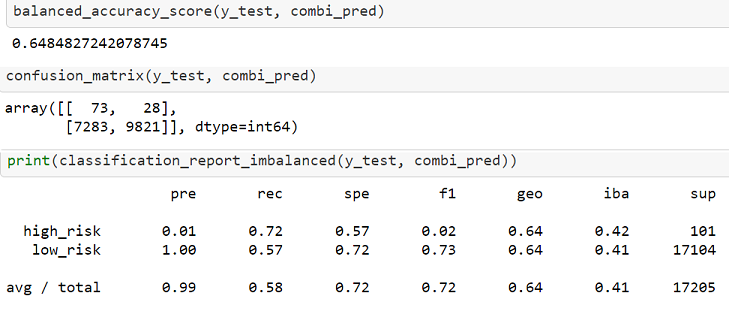 balanced_accuracy_score(y_test, combi_pred)
0.6484827242078745
confusion_matrix(y_test, combi_pred)
array([[  73,   28],
       [7283, 9821]], dtype=int64)
print(classification_report_imbalanced(y_test, combi_pred))
pre rec spe f1 geo iba sup
high_risk 0.01 0.72 0.57 0.02 0.64 0.42 101
low_risk 1.00 0.57 0.72 0.73 0.64 0.41 17104
avg / total 0.99 0.58 0.72 0.72 0.64 0.41 17205